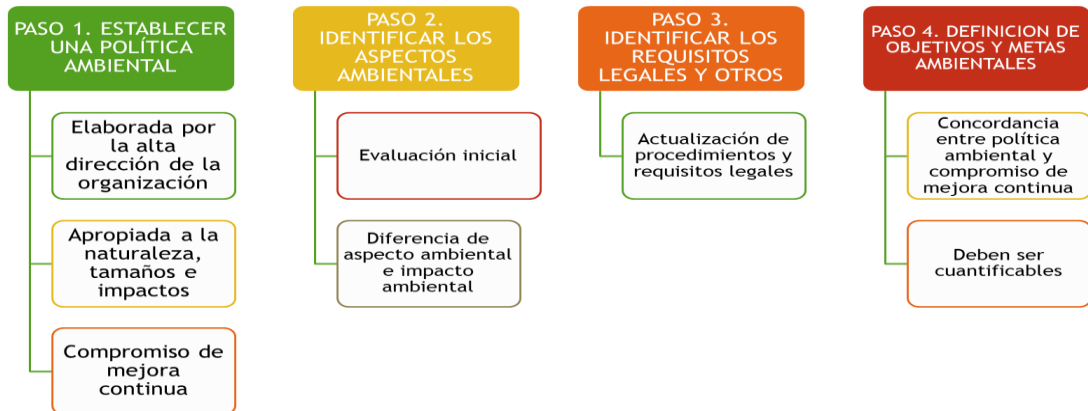 PASO 1. ESTABLECER
UNA POLÍTICA
AMBIENTAL
Elaborada por
la alta
dirección de la
organización
Apropiada a la
naturaleza,
tamaños e
impactos
Compromiso de
mejora
continua
PASO 2.
IDENTIFICAR LOS
ASPECTOS
AMBIENTALES
Evaluación inicial
Diferencia de
aspecto ambiental
e impacto
ambiental
PASO 3.
IDENTIFICAR LOS
REQUISITOS
LEGALES Y OTROS
Actualización de
procedimientos y
requisitos legales
PASO 4. DEFINICION DE
OBJETIVOS Y METAS
AMBIENTALES
Concordancia
entre política
ambiental y
compromiso de
mejora continua
Deben ser
cuantificables